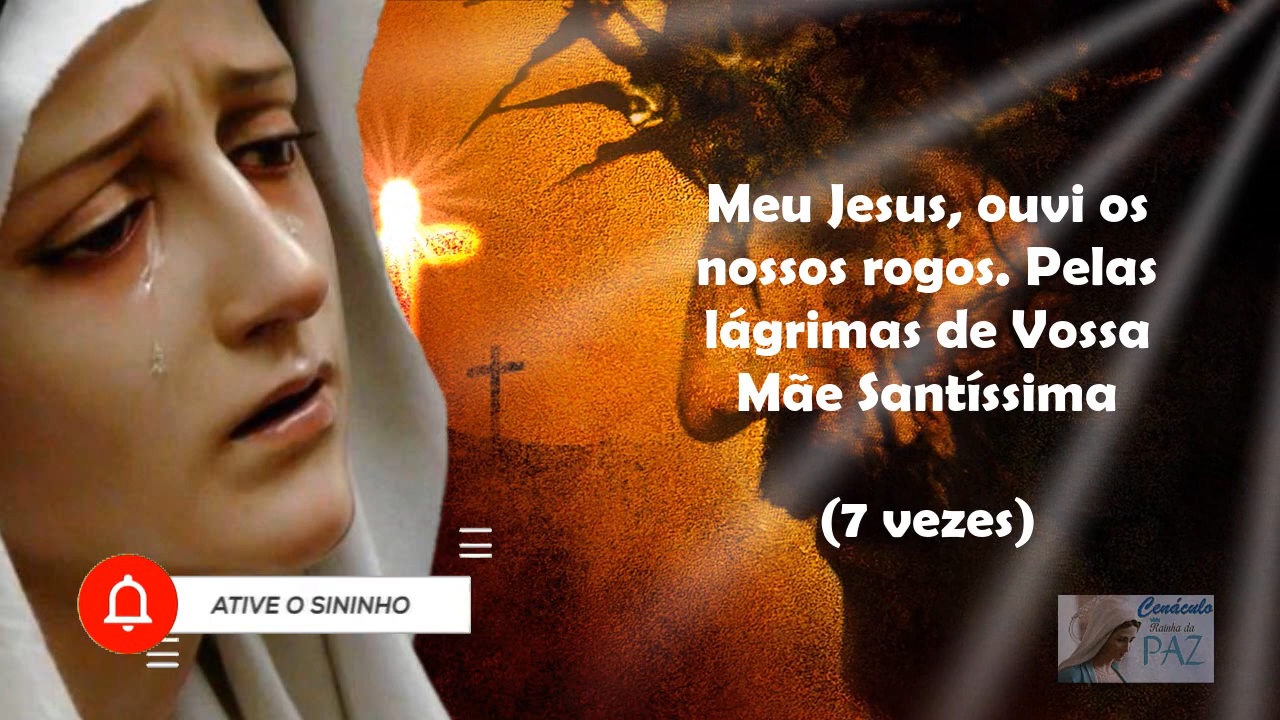 Meu Jesus, ouvi os
nossos rogos. Pelas
lágrimas de Vossa
Mãe Santíssima
(7 vezes)
ATIVE O SININHO
Cenáculo
Rainha da
PAZ